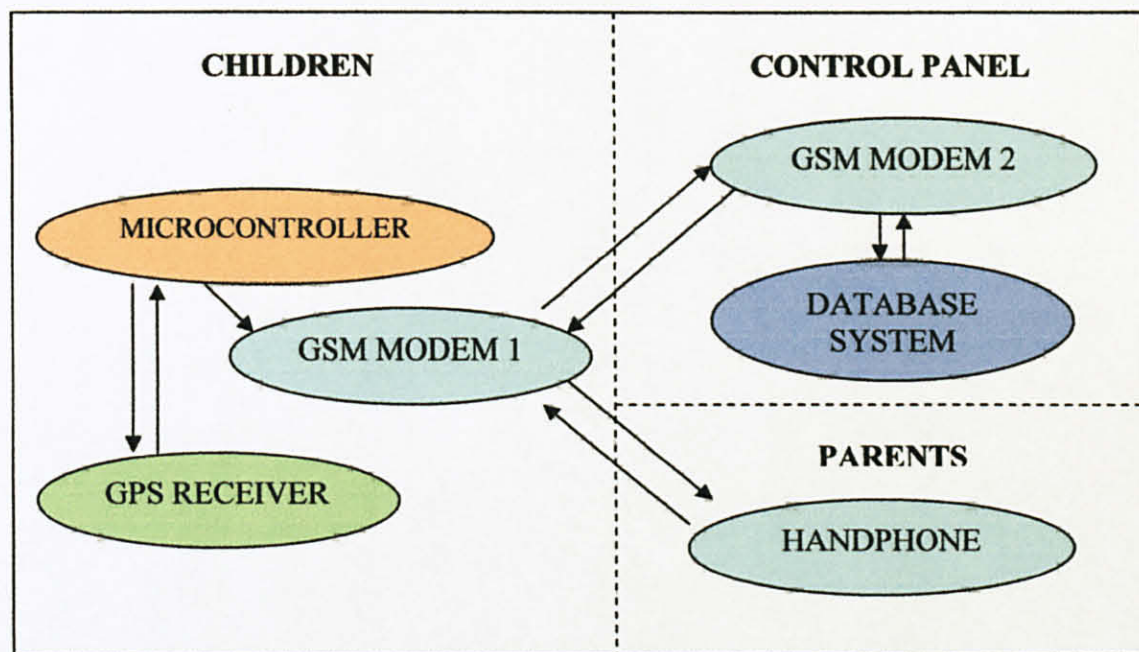 CHILDREN
MICROCONTROLLER
GSM MODEM 1
GPS RECEIVER
CONTROL PANEL
GSM MODEM 2
DATABASE
SYSTEM
PARENTS
HANDPHONE